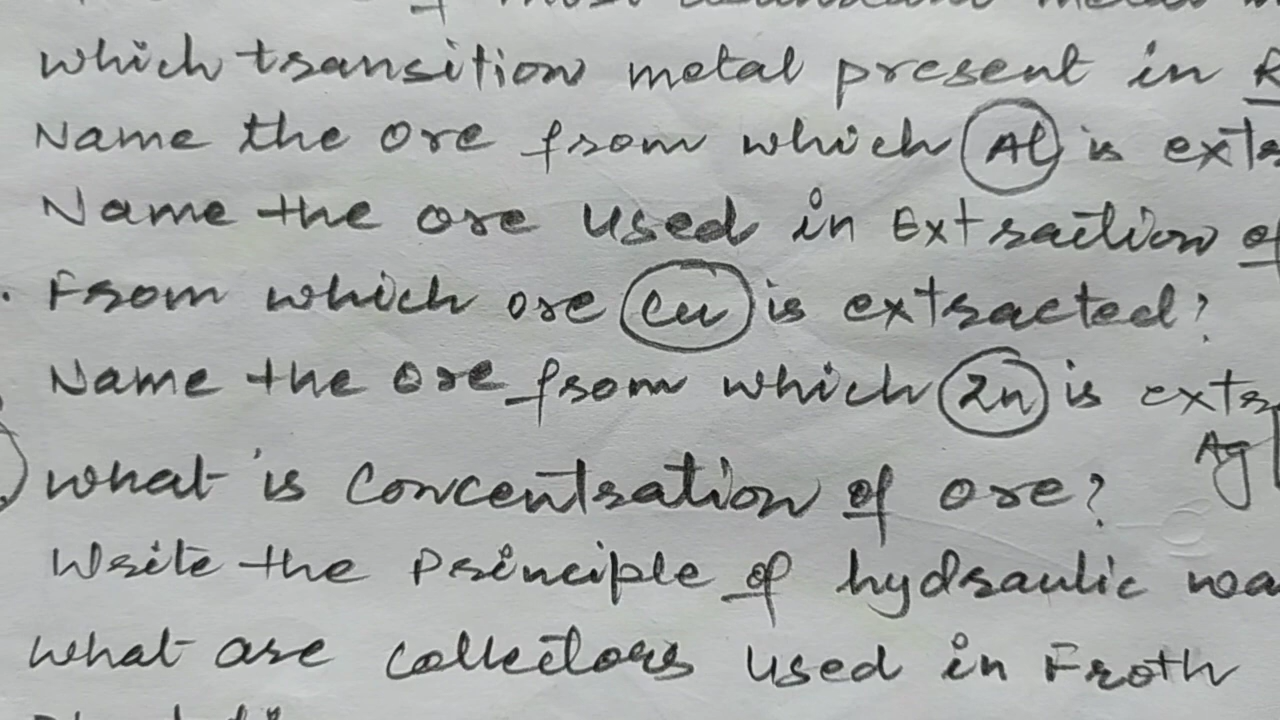 which transition metal present in
Name the ore from which Al is
Name the ore used in Extraction of
. From which ore Cu is extracted?
Name the ore from which Zn is
Ag
what is Concentration of ore?
Write the Principle of hydraulic
what are collectors used in Froth